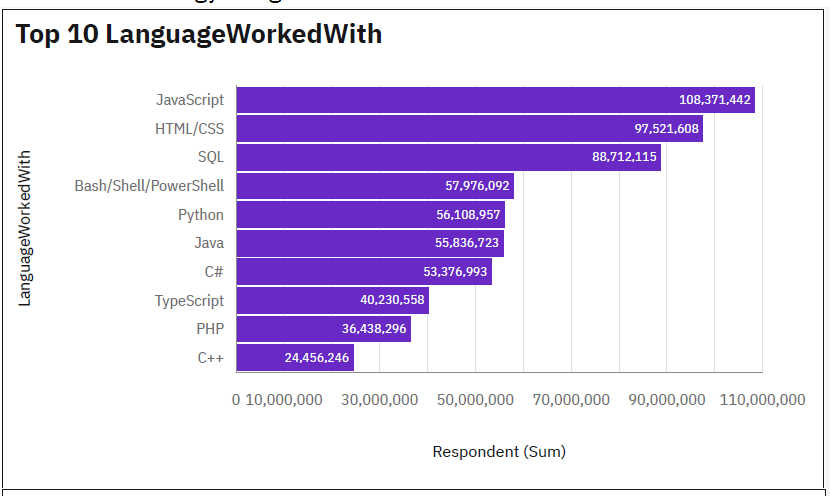 Top 10 LanguageWorkedWith
LanguageWorkedWith
JavaScript 108,371,442
HTML/CSS 97,521,608
SQL 88,712,115
Bash/Shell/PowerShell 57,976,092
Python 56,108,957
Java 55,836,723
C# 53,376,993
TypeScript 40,230,558
PHP 36,438,296
C++ 24,456,246
0 10,000,000 30,000,000 50,000,000 70,000,000 90,000,000 110,000,000
Respondent (Sum)